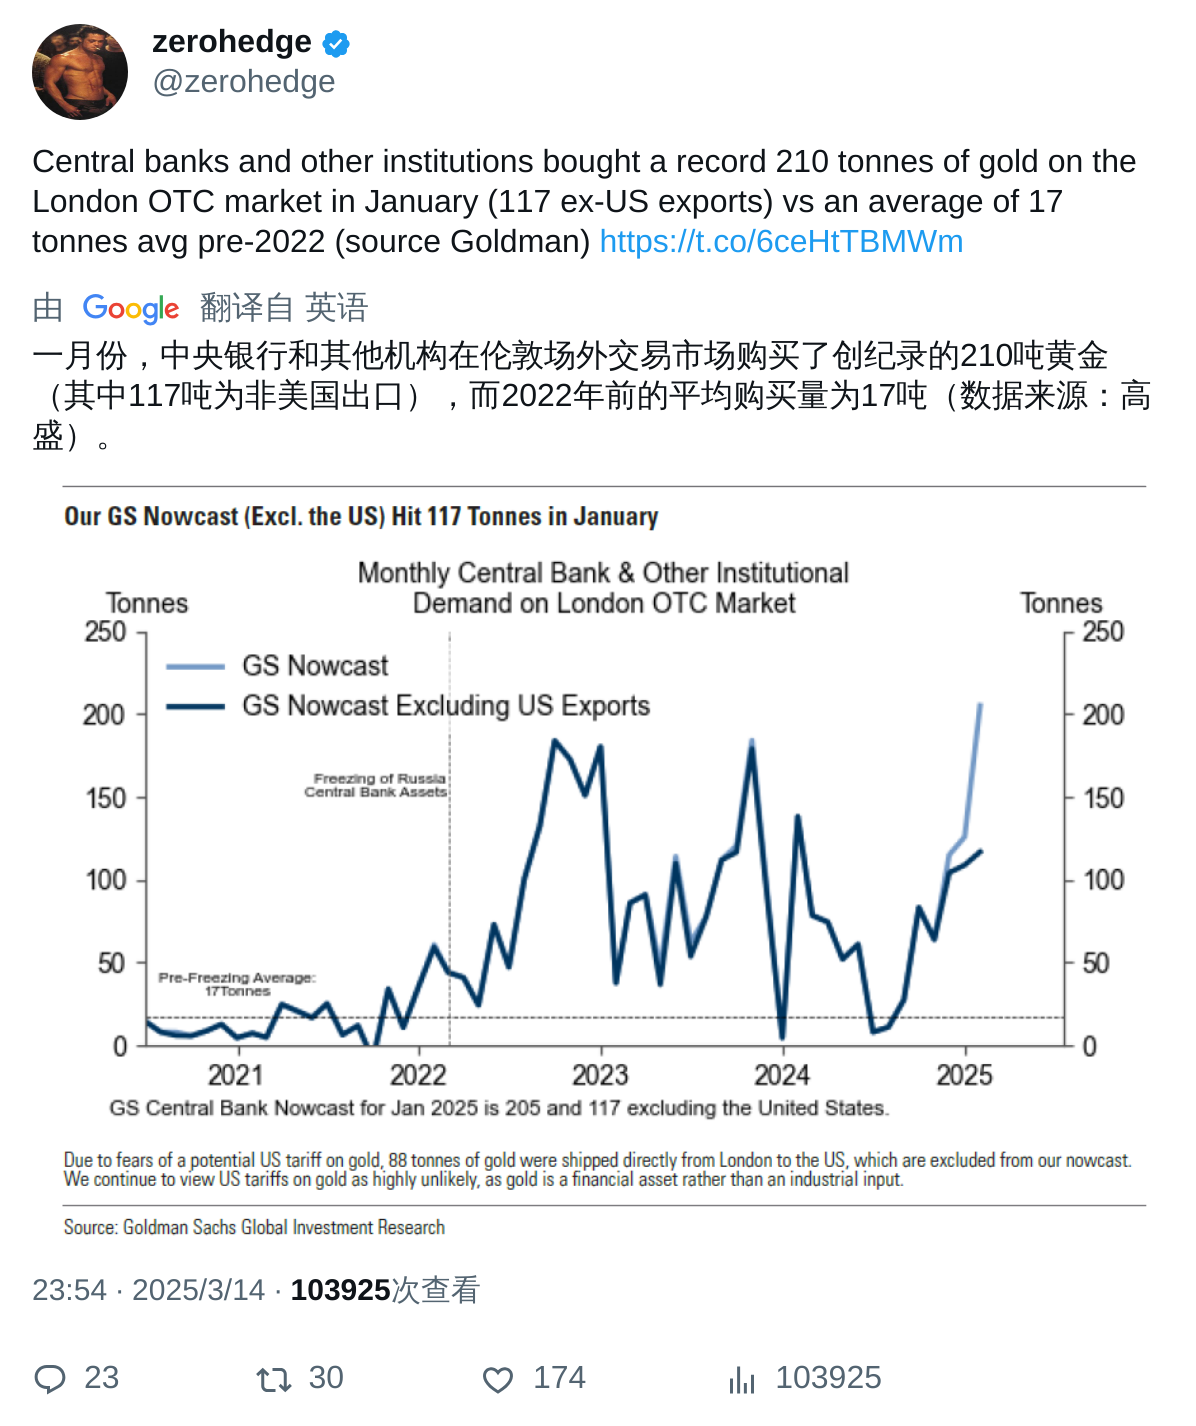 zerohedge
@zerohedge
Central banks and other institutions bought a record 210 tonnes of gold on the
London OTC market in January (117 ex-US exports) vs an average of 17
tonnes avg pre-2022 (source Goldman) https://t.co/6ceHtTBMWm
由 Google 翻译自 英语
一月份，中央银行和其他机构在伦敦场外交易市场购买了创纪录的210吨黄金
（其中117吨为非美国出口），而2022年前的平均购买量为17吨（数据来源：高
盛）。
Our GS Nowcast (Excl. the US) Hit 117 Tonnes in January
Monthly Central Bank & Other Institutional
Tonnes Demand on London OTC Market Tonnes
250 250
GS Nowcast
GS Nowcast Excluding US Exports
200 200
Freezing of Russia
Central Bank Assets
150 150
100 100
50 50
Pre-Freezing Average:
17Tonnes
0 0
2021 2022 2023 2024 2025
GS Central Bank Nowcast for Jan 2025 is 205 and 117 excluding the United States.
Due to fears of a potential US tariff on gold, 88 tonnes of gold were shipped directly from London to the US, which are excluded from our nowcast.
We continue to view US tariffs on gold as highly unlikely, as gold is a financial asset rather than an industrial input.
Source: Goldman Sachs Global Investment Research
23:54 · 2025/3/14 · 103925次查看
23 30 174 103925